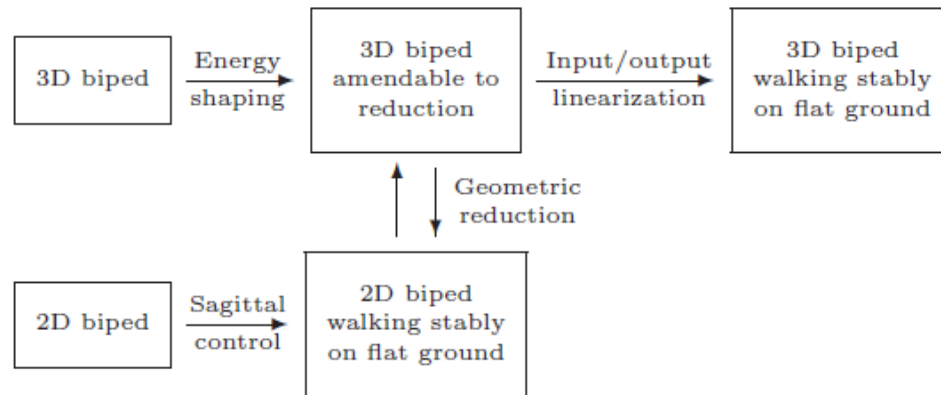 3D biped
Energy
shaping
3D biped
amendable to
reduction
Input/output
linearization
3D biped
walking stably
on flat ground
Geometric
reduction
2D biped
Sagittal
control
2D biped
walking stably
on flat ground